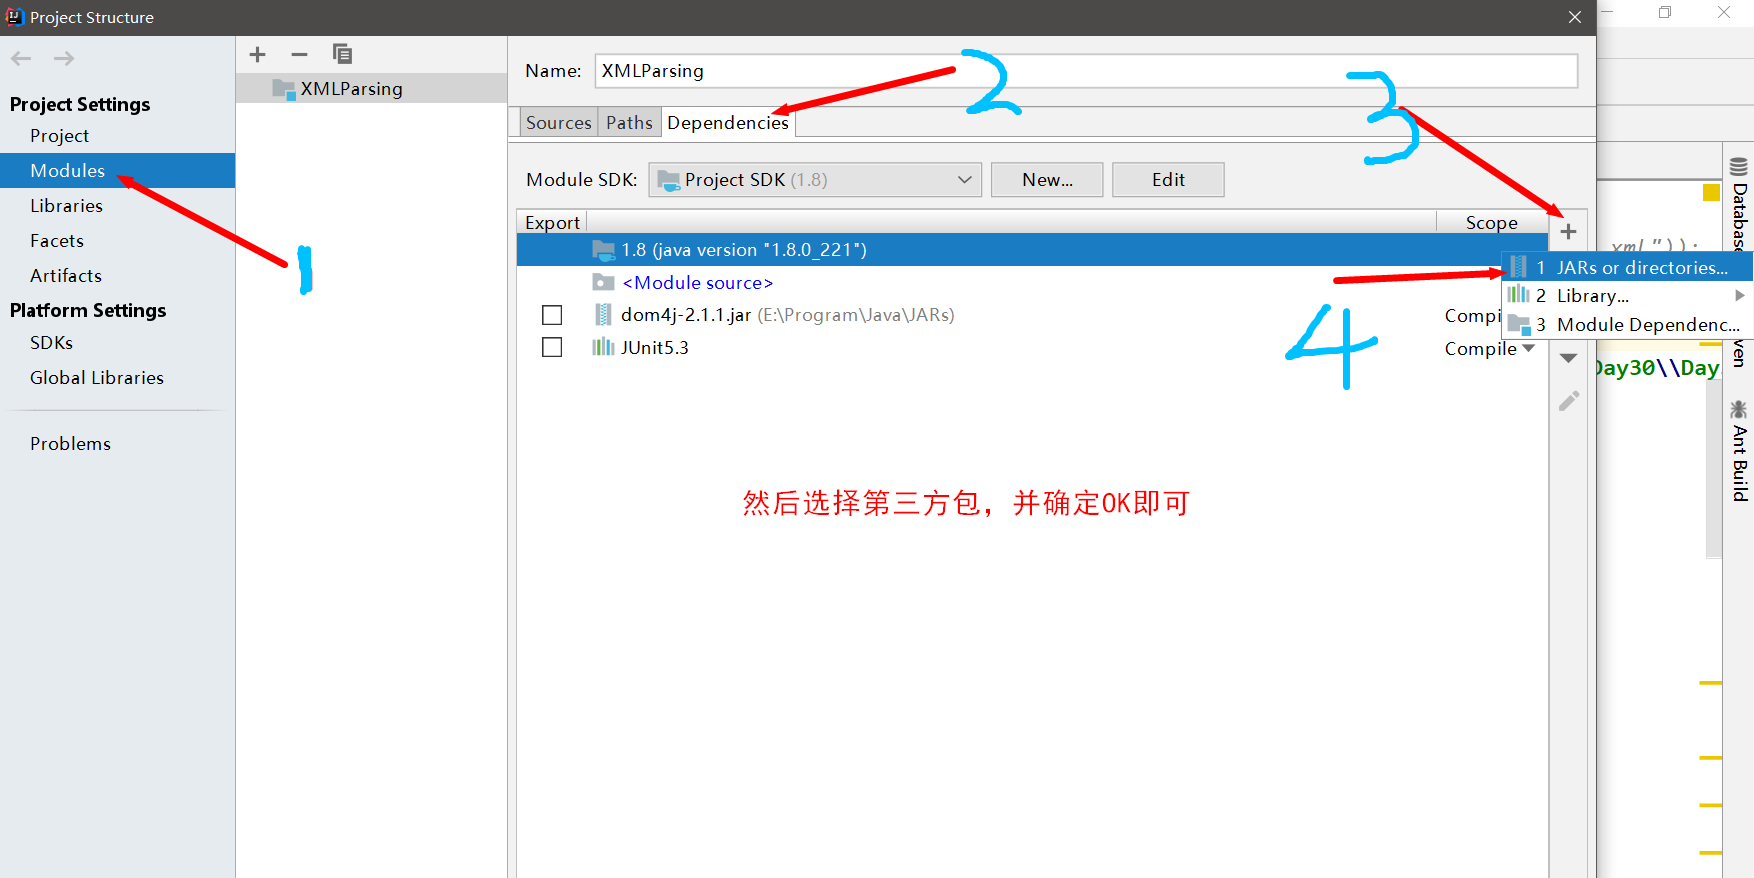 Project Structure
XMLParsing
Name: XMLParsing
Project Settings
Project
Modules
Libraries
Facets
Artifacts
Platform Settings
SDKs
Global Libraries
Problems
1
2
3
4
Sources Paths Dependencies
Module SDK: Project SDK (1.8) New... Edit
Export Scope
1.8 (java version "1.8.0_221")
<Module source>
dom4j-2.1.1.jar (E:\Program\Java\JARs) Compi
JUnit5.3 Compile
1 JARs or directories...
2 Library...
3 Module Dependenc...
然后选择第三方包，并确定OK即可
xml"));
Day30\\Day
Database
ven
Ant Build